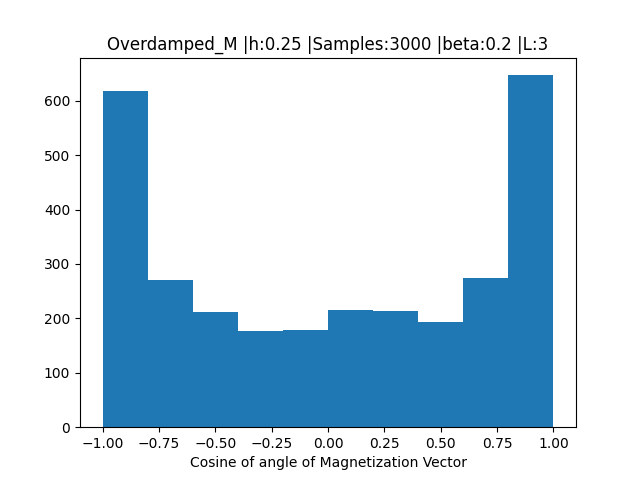 Overdamped_M |h:0.25 |Samples:3000 |beta:0.2 |L:3
600
500
400
300
200
100
0
−1.00 −0.75 −0.50 −0.25 0.00 0.25 0.50 0.75 1.00
Cosine of angle of Magnetization Vector